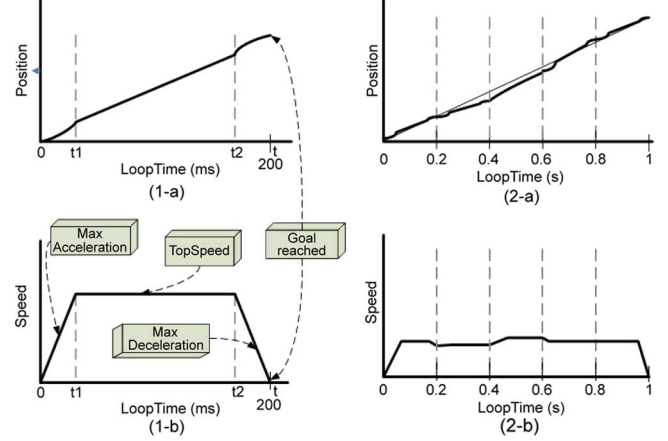 Position
0 t1 t2 t
200
LoopTime (ms)
(1-a)
Position
0 0.2 0.4 0.6 0.8 1
LoopTime (s)
(2-a)
Max
Acceleration
TopSpeed
Goal
reached
Max
Deceleration
Speed
0 t1 t2 t
200
LoopTime (ms)
(1-b)
Speed
0 0.2 0.4 0.6 0.8 1
LoopTime (s)
(2-b)